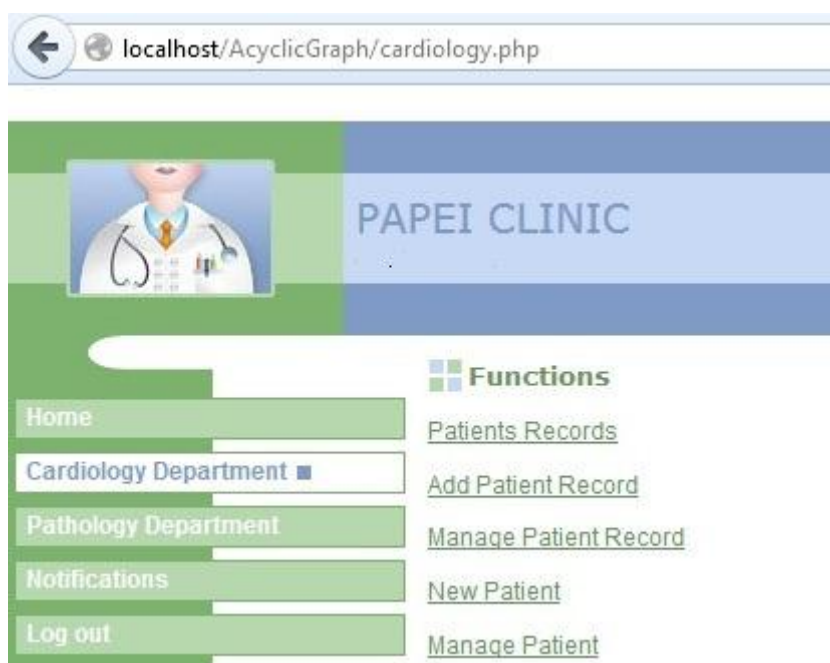 localhost/AcyclicGraph/cardiology.php
PAPEI CLINIC
Home
Cardiology Department
Pathology Department
Notifications
Log out
Functions
Patients Records
Add Patient Record
Manage Patient Record
New Patient
Manage Patient